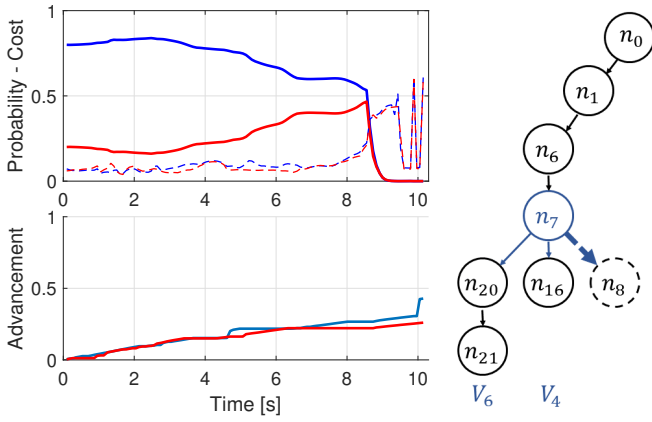 Probability - Cost
1
0.5
0
0 2 4 6 8 10
Advancement
1
0.5
0
0 2 4 6 8 10
Time [s]
n0
n1
n6
n7
n20 n16 n8
n21
V6 V4